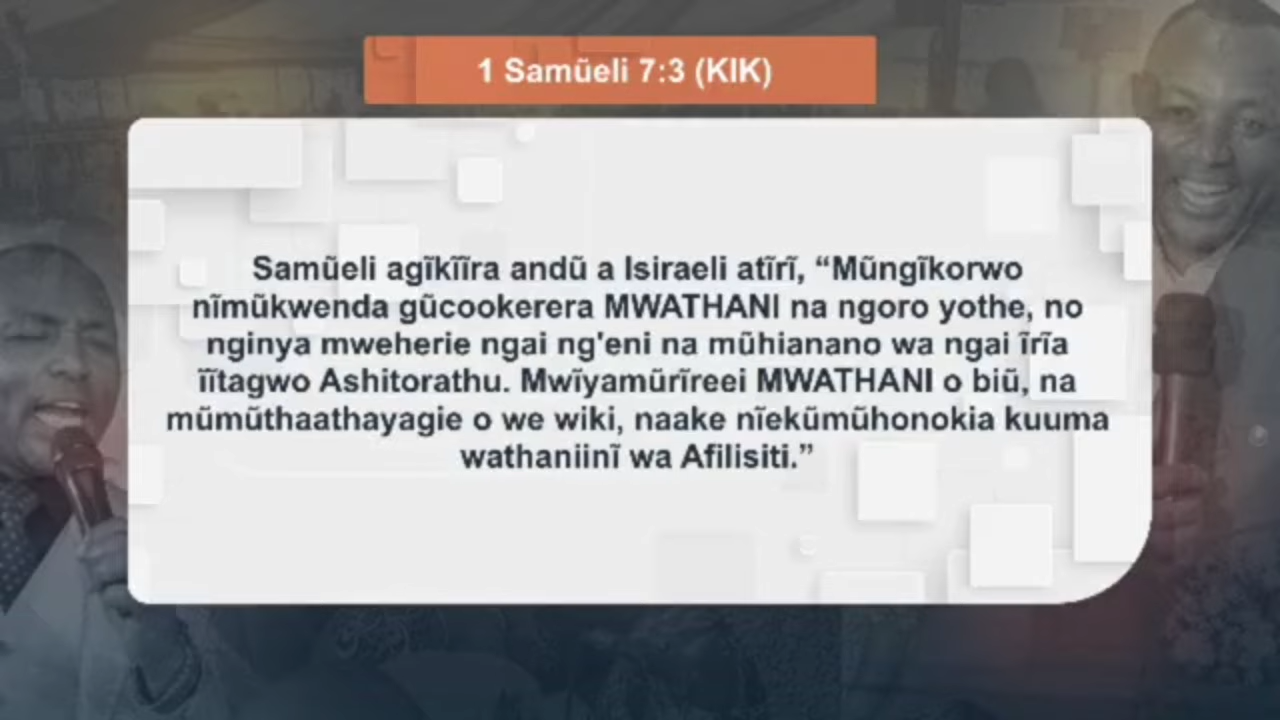 1 Samũeli 7:3 (KIK)
Samũeli agĩkĩĩra andũ a Isiraeli atĩrĩ, “Mũngĩkorwo
nĩmũkwenda gũcookerera MWATHANI na ngoro yothe, no
nginya mweherie ngai ng'eni na mũhianano wa ngai ĩrĩa
ĩĩtagwo Ashitorathu. Mwĩyamũrĩreei MWATHANI o biũ, na
mũmũthaathayagie o we wiki, naake nĩekũmũhonokia kuuma
wathaniinĩ wa Afilisiti.”